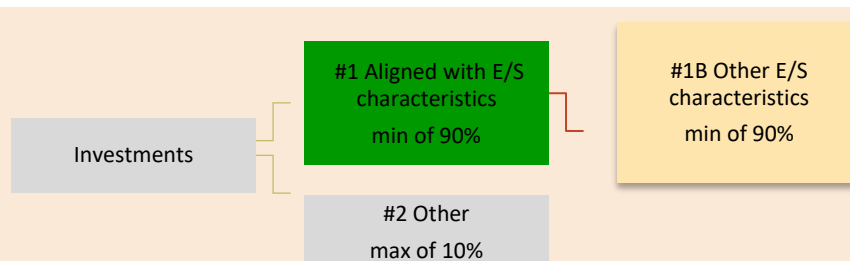 Investments
#1 Aligned with E/S
characteristics
min of 90%
#2 Other
max of 10%
#1B Other E/S
characteristics
min of 90%